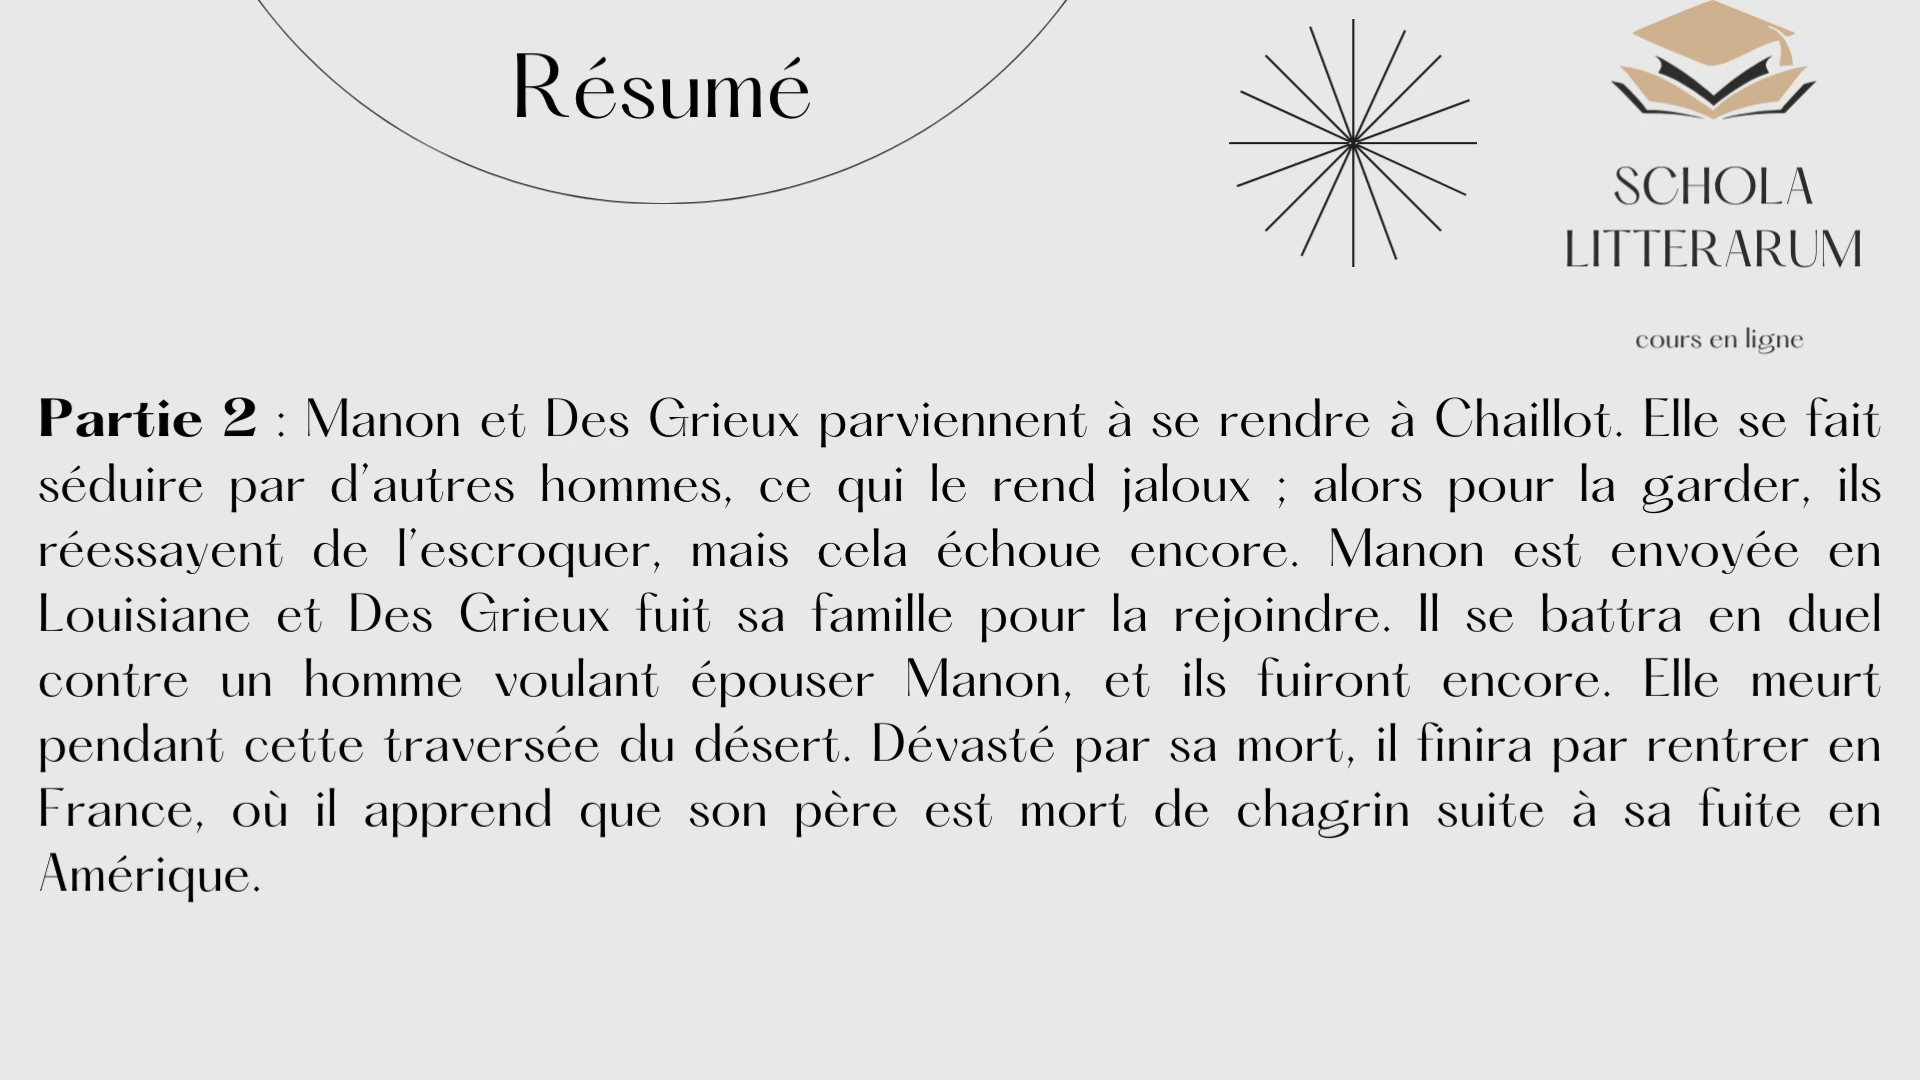 Résumé
SCHOLA
LITTERARUM
cours en ligne
Partie 2 : Manon et Des Grieux parviennent à se rendre à Chaillot. Elle se fait
séduire par d’autres hommes, ce qui le rend jaloux ; alors pour la garder, ils
réessayent de l’escroquer, mais cela échoue encore. Manon est envoyée en
Louisiane et Des Grieux fuit sa famille pour la rejoindre. Il se battra en duel
contre un homme voulant épouser Manon, et ils fuiront encore. Elle meurt
pendant cette traversée du désert. Dévasté par sa mort, il finira par rentrer en
France, où il apprend que son père est mort de chagrin suite à sa fuite en
Amérique.